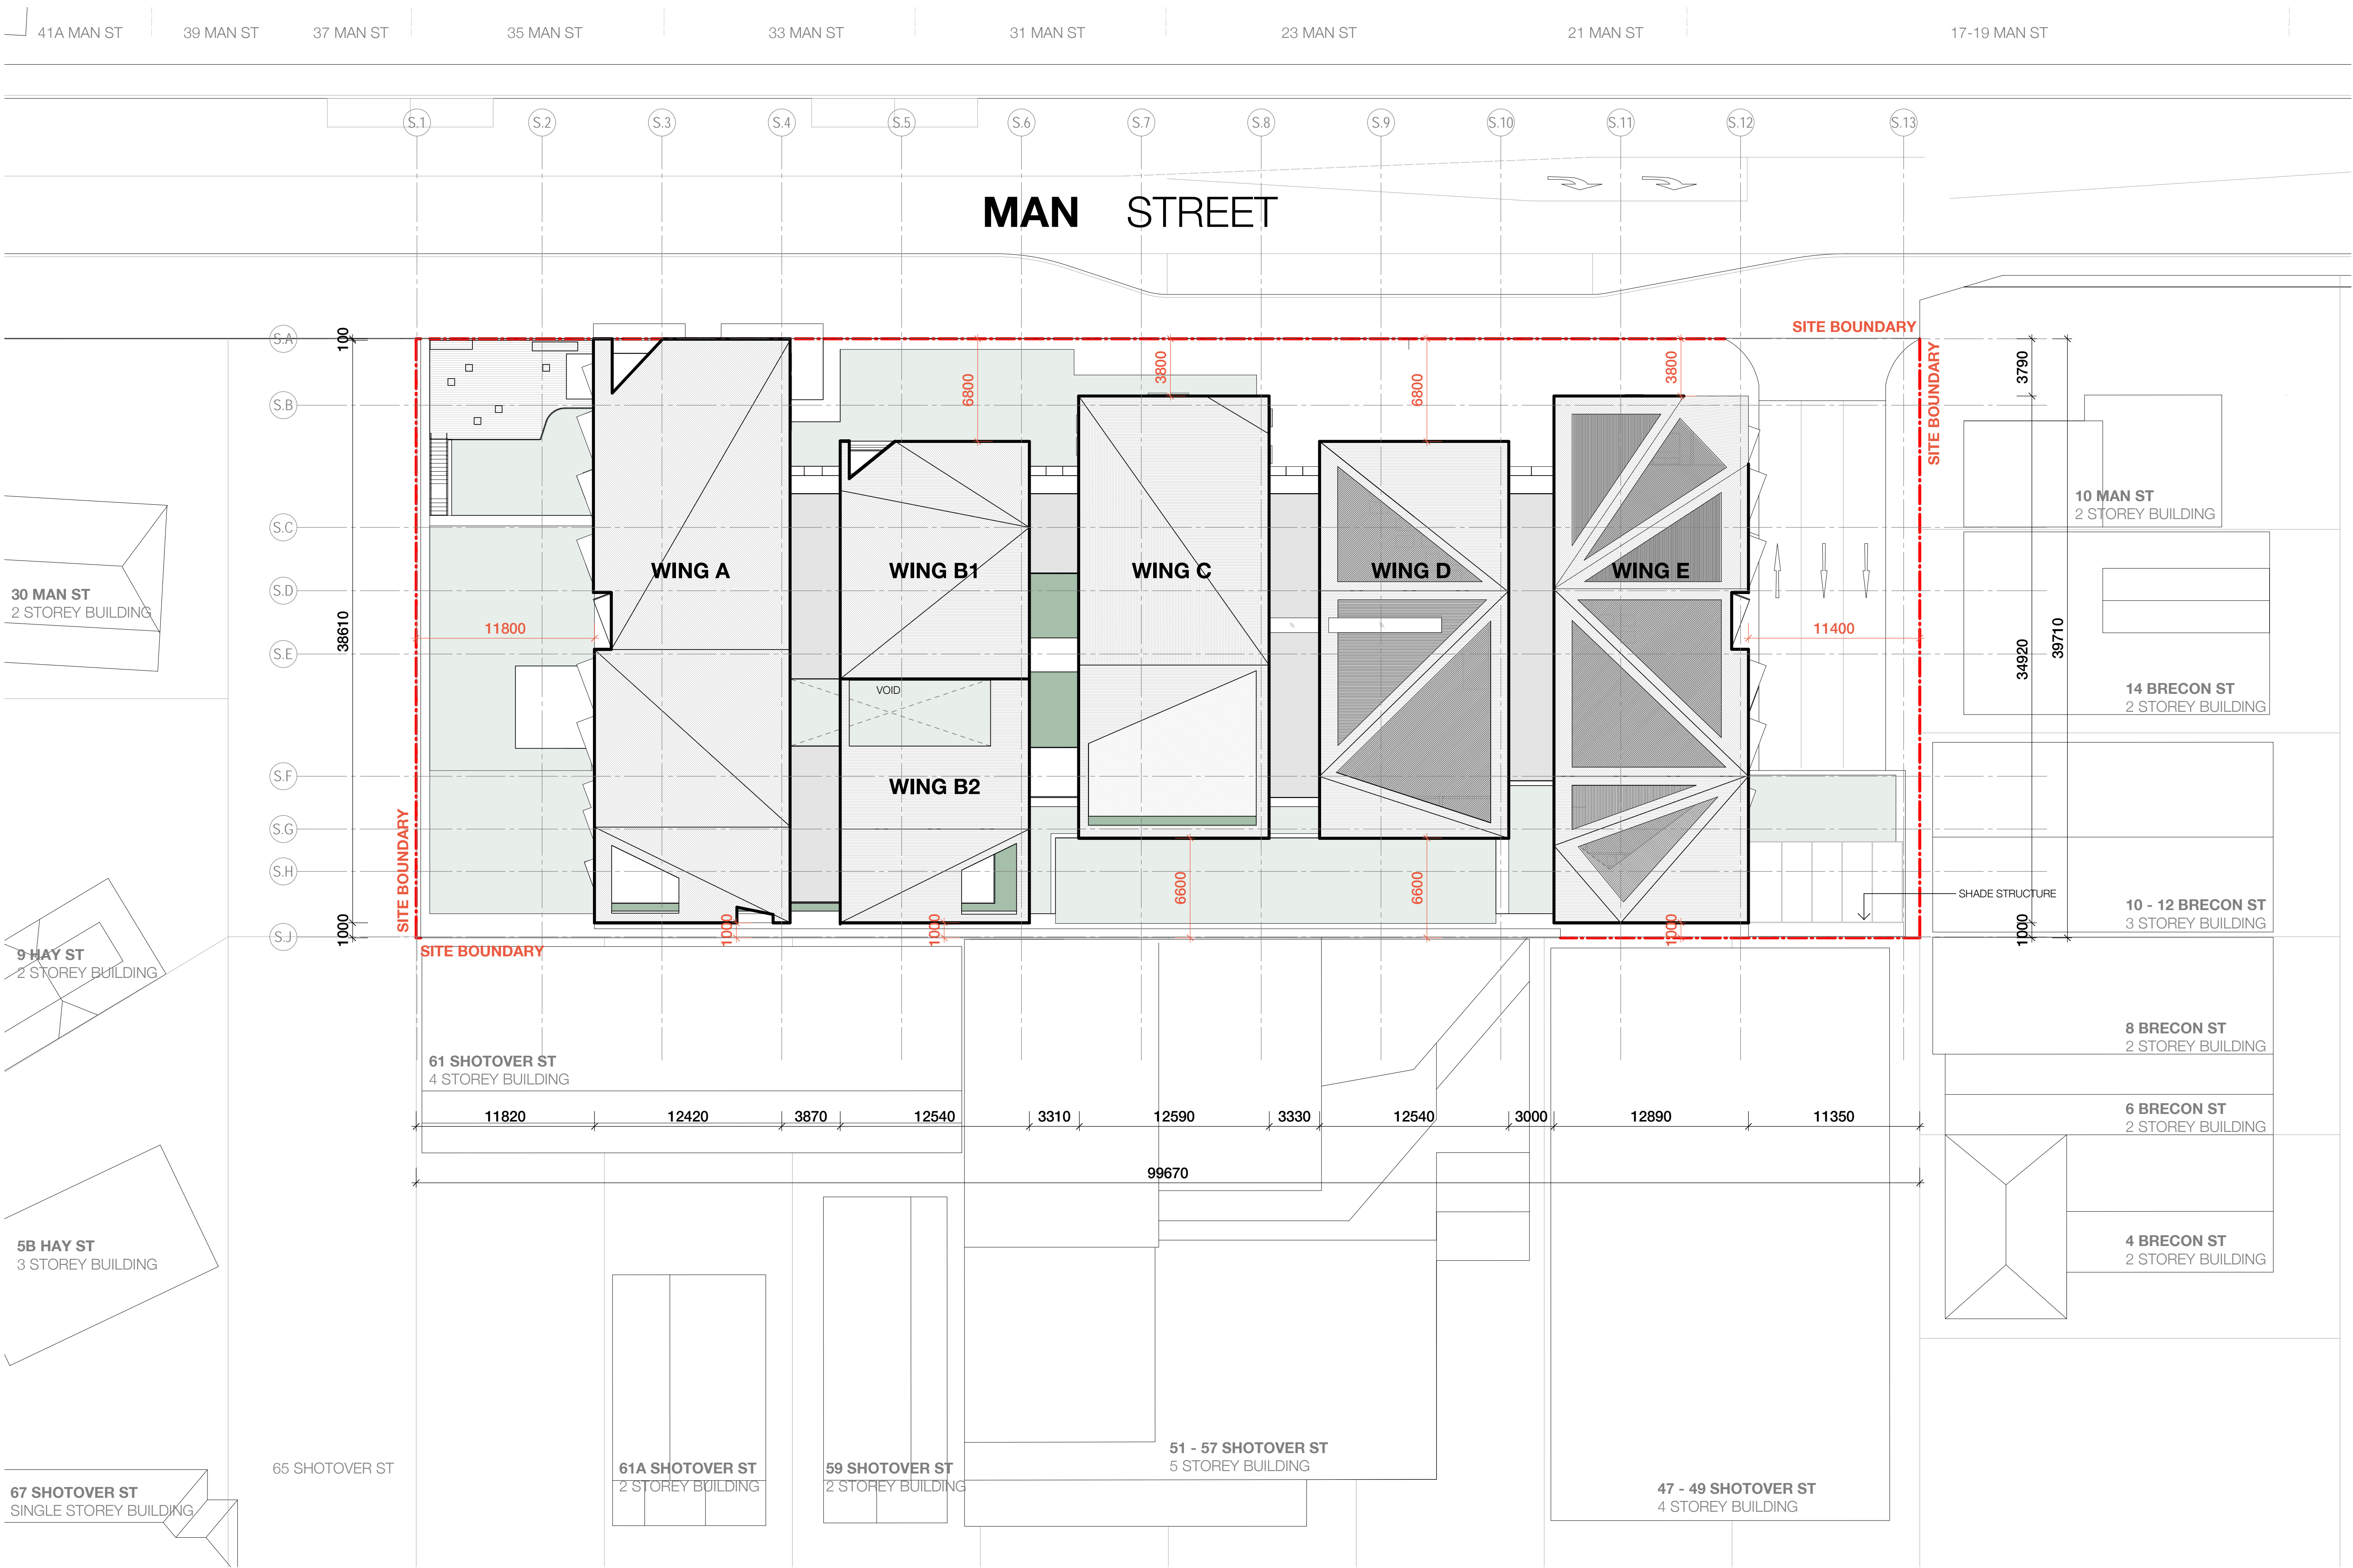 41A MAN ST
39 MAN ST
37 MAN ST
35 MAN ST
33 MAN ST
31 MAN ST
23 MAN ST
21 MAN ST
17-19 MAN ST
S.1
S.2
S.3
S.4
S.5
S.6
S.7
S.8
S.9
S.10
S.11
S.12
S.13
MAN STREET
SITE BOUNDARY
S.A
S.B
S.C
S.D
S.E
S.F
S.G
S.H
S.J
100
38610
1000
6800
3800
6800
3800
SITE BOUNDARY
3790
34920
1000
39710
WING A
WING B1
WING C
WING D
WING E
11800
11400
VOID
WING B2
6600
6600
1000
1000
1000
SHADE STRUCTURE
SITE BOUNDARY
SITE BOUNDARY
30 MAN ST
2 STOREY BUILDING
10 MAN ST
2 STOREY BUILDING
14 BRECON ST
2 STOREY BUILDING
10 - 12 BRECON ST
3 STOREY BUILDING
9 HAY ST
2 STOREY BUILDING
8 BRECON ST
2 STOREY BUILDING
61 SHOTOVER ST
4 STOREY BUILDING
6 BRECON ST
2 STOREY BUILDING
11820
12420
3870
12540
3310
12590
3330
12540
3000
12890
11350
99670
5B HAY ST
3 STOREY BUILDING
4 BRECON ST
2 STOREY BUILDING
51 - 57 SHOTOVER ST
5 STOREY BUILDING
65 SHOTOVER ST
61A SHOTOVER ST
2 STOREY BUILDING
59 SHOTOVER ST
2 STOREY BUILDING
47 - 49 SHOTOVER ST
4 STOREY BUILDING
67 SHOTOVER ST
SINGLE STOREY BUILDING